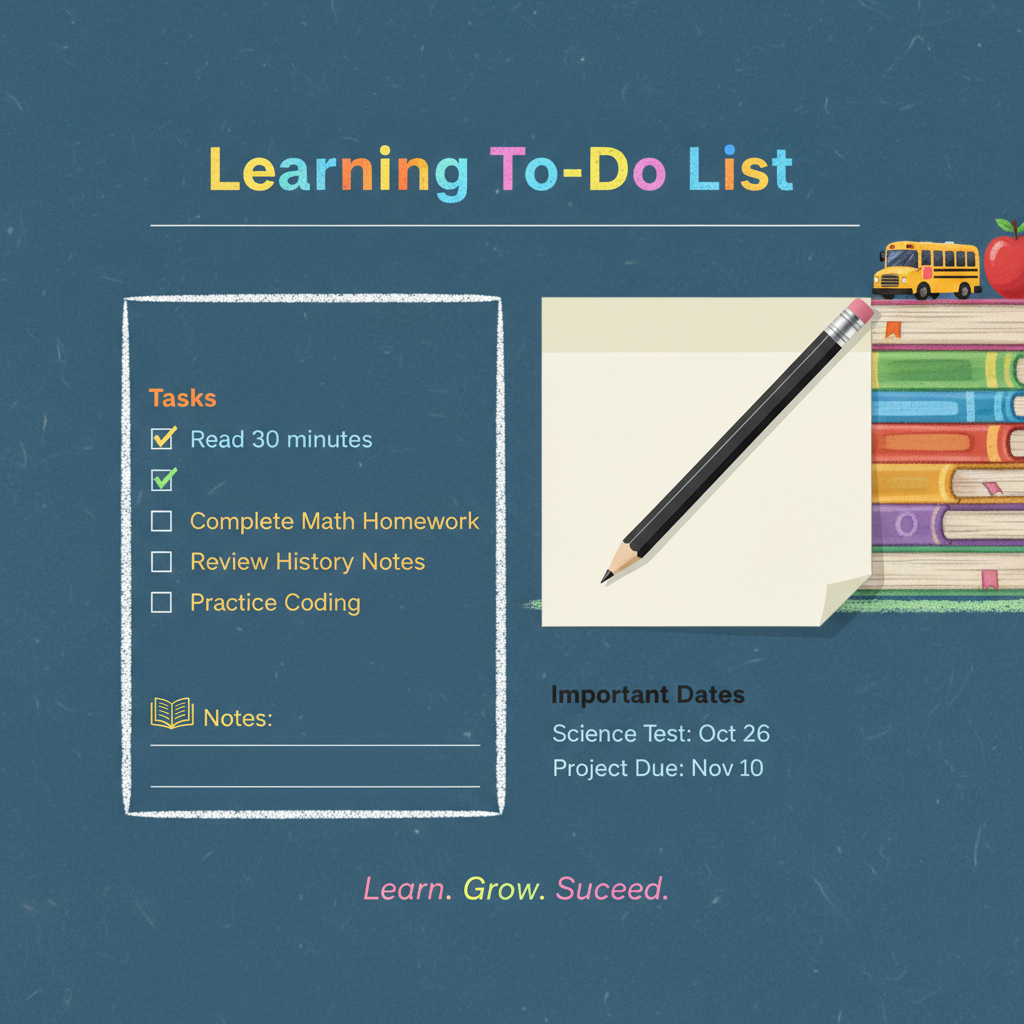 Learning To-Do List
Tasks
Read 30 minutes
Complete Math Homework
Review History Notes
Practice Coding
Notes:
Important Dates
Science Test: Oct 26
Project Due: Nov 10
Learn. Grow. Suceed.